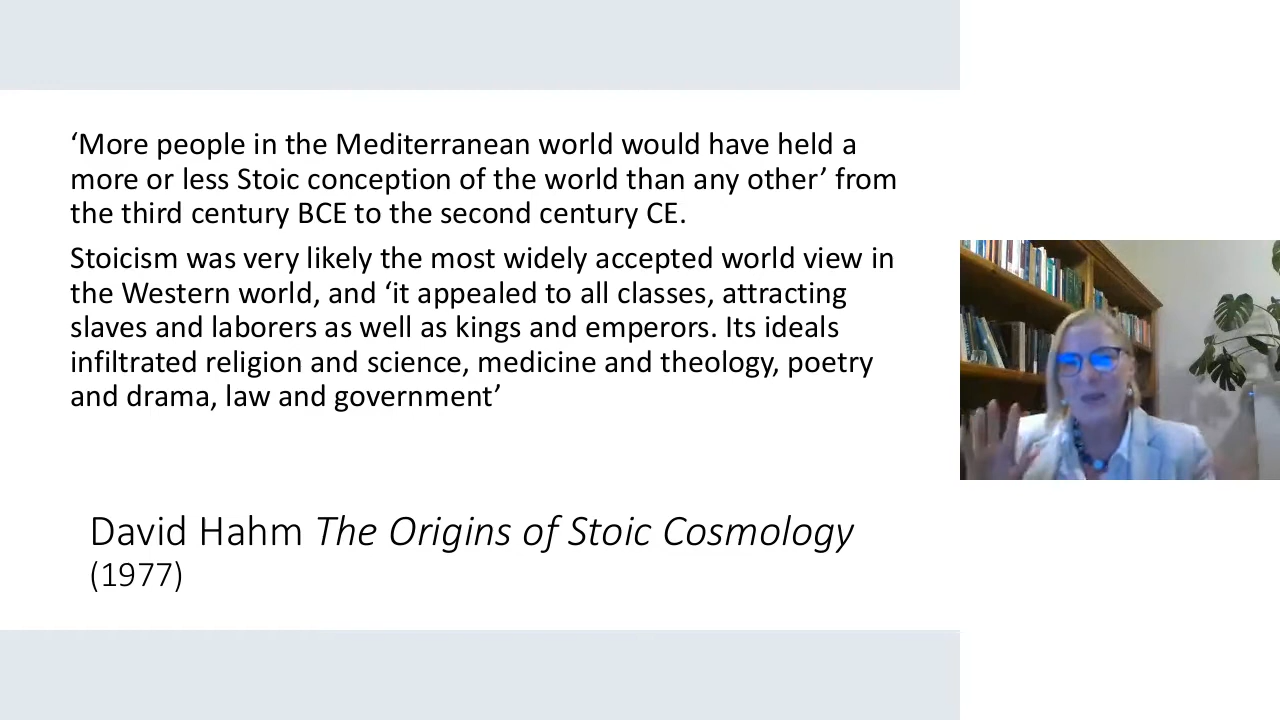 ‘More people in the Mediterranean world would have held a
more or less Stoic conception of the world than any other’ from
the third century BCE to the second century CE.
Stoicism was very likely the most widely accepted world view in
the Western world, and ‘it appealed to all classes, attracting
slaves and laborers as well as kings and emperors. Its ideals
infiltrated religion and science, medicine and theology, poetry
and drama, law and government’
David Hahm The Origins of Stoic Cosmology
(1977)